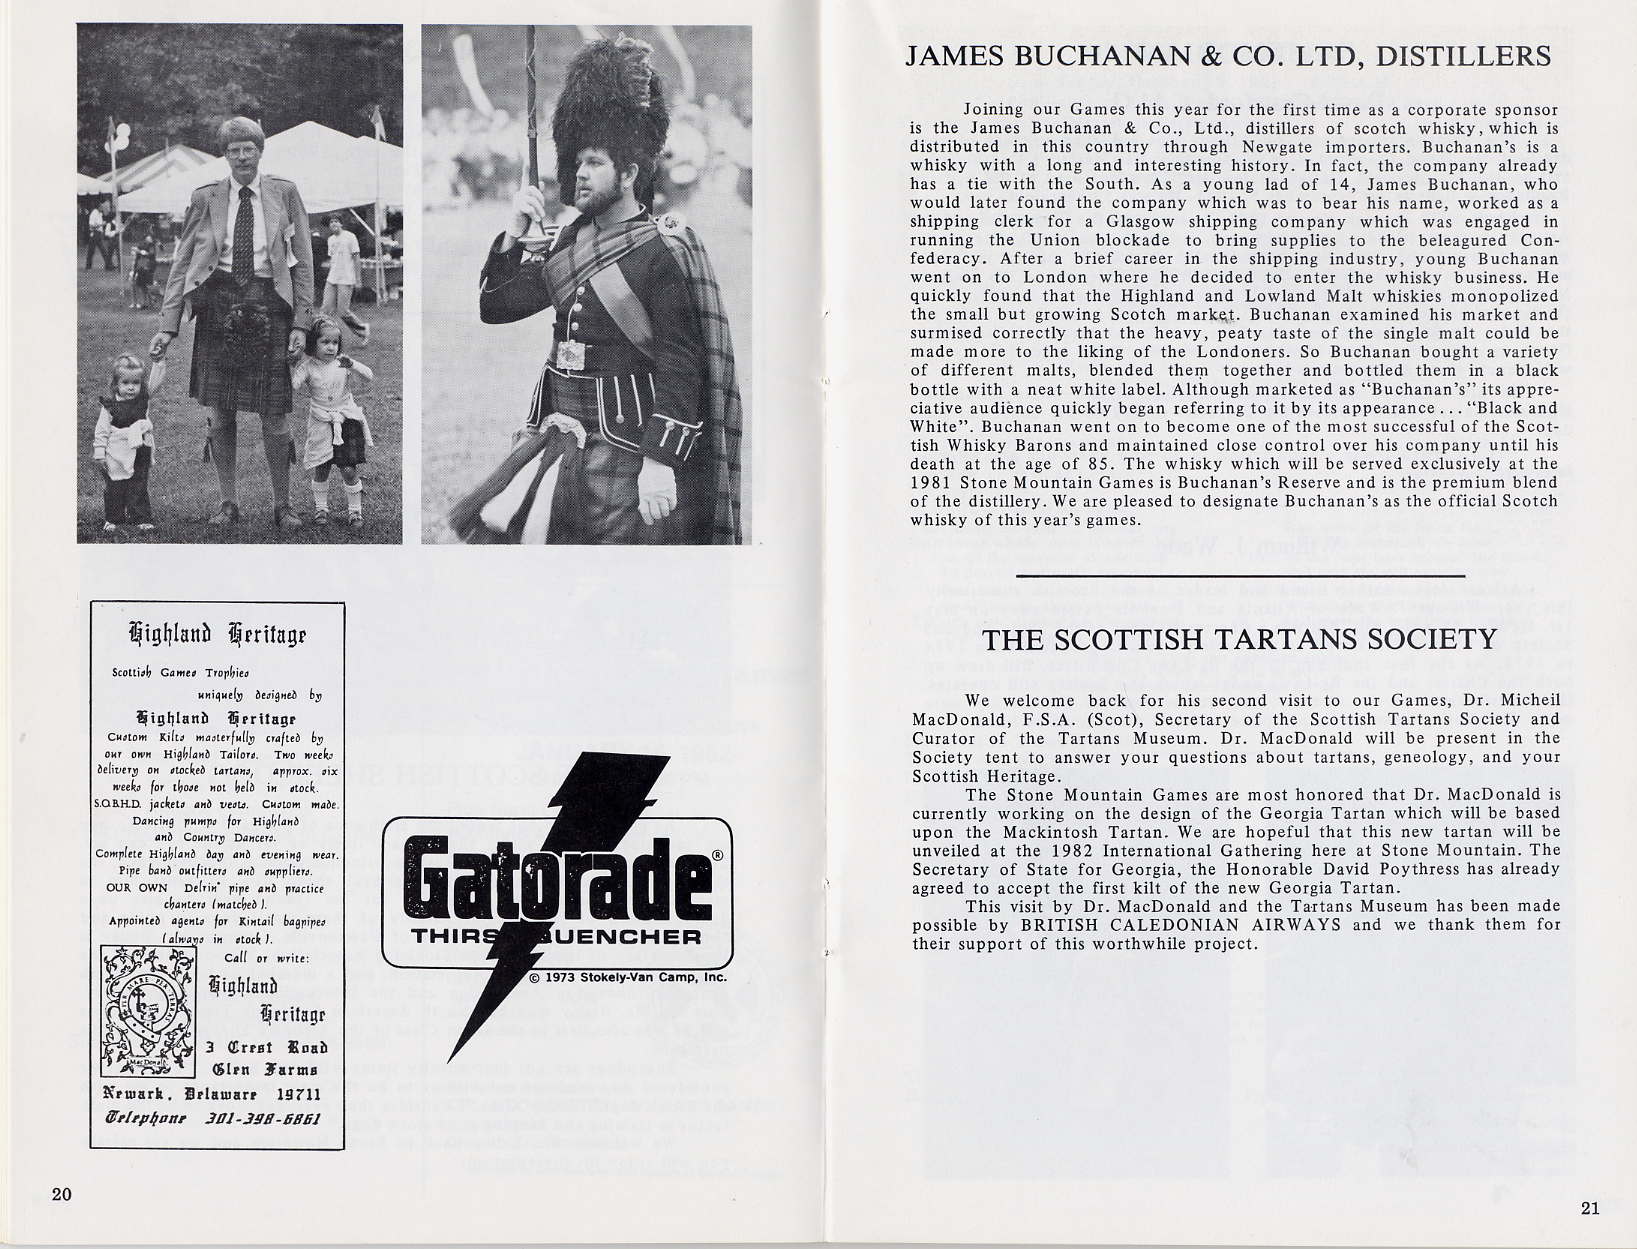 Highland Heritage
Scottish Games Trophies
uniquely designed by
Highland Heritage
Custom Kilts masterfully crafted by
our own Highland Tailors. Two weeks
delivery on stocked tartans, approx. six
weeks for those not held in stock.
S.O.B.H.D. jackets and vests. Custom made.
Dancing pumps for Highland
and Country Dancers.
Complete Highland day and evening wear.
Pipe band outfitters and suppliers.
OUR OWN Delrin® pipe and practice
chanters (matched).
Appointed agents for Kintail bagpipes
(always in stock).
Call or write:
Highland
Heritage
3 Crest Road
Glen Farms
MacDonald
Newark, Delaware 19711
Telephone 301-398-6861
Gatorade®
THIRST QUENCHER
© 1973 Stokely-Van Camp, Inc.
20
JAMES BUCHANAN & CO. LTD, DISTILLERS
Joining our Games this year for the first time as a corporate sponsor
is the James Buchanan & Co., Ltd., distillers of scotch whisky, which is
distributed in this country through Newgate importers. Buchanan's is a
whisky with a long and interesting history. In fact, the company already
has a tie with the South. As a young lad of 14, James Buchanan, who
would later found the company which was to bear his name, worked as a
shipping clerk for a Glasgow shipping company which was engaged in
running the Union blockade to bring supplies to the beleagured Con-
federacy. After a brief career in the shipping industry, young Buchanan
went on to London where he decided to enter the whisky business. He
quickly found that the Highland and Lowland Malt whiskies monopolized
the small but growing Scotch market. Buchanan examined his market and
surmised correctly that the heavy, peaty taste of the single malt could be
made more to the liking of the Londoners. So Buchanan bought a variety
of different malts, blended them together and bottled them in a black
bottle with a neat white label. Although marketed as "Buchanan's" its appre-
ciative audience quickly began referring to it by its appearance . . . "Black and
White". Buchanan went on to become one of the most successful of the Scot-
tish Whisky Barons and maintained close control over his company until his
death at the age of 85. The whisky which will be served exclusively at the
1981 Stone Mountain Games is Buchanan's Reserve and is the premium blend
of the distillery. We are pleased to designate Buchanan's as the official Scotch
whisky of this year's games.
THE SCOTTISH TARTANS SOCIETY
We welcome back for his second visit to our Games, Dr. Micheil
MacDonald, F.S.A. (Scot), Secretary of the Scottish Tartans Society and
Curator of the Tartans Museum. Dr. MacDonald will be present in the
Society tent to answer your questions about tartans, geneology, and your
Scottish Heritage.
The Stone Mountain Games are most honored that Dr. MacDonald is
currently working on the design of the Georgia Tartan which will be based
upon the Mackintosh Tartan. We are hopeful that this new tartan will be
unveiled at the 1982 International Gathering here at Stone Mountain. The
Secretary of State for Georgia, the Honorable David Poythress has already
agreed to accept the first kilt of the new Georgia Tartan.
This visit by Dr. MacDonald and the Tartans Museum has been made
possible by BRITISH CALEDONIAN AIRWAYS and we thank them for
their support of this worthwhile project.
21